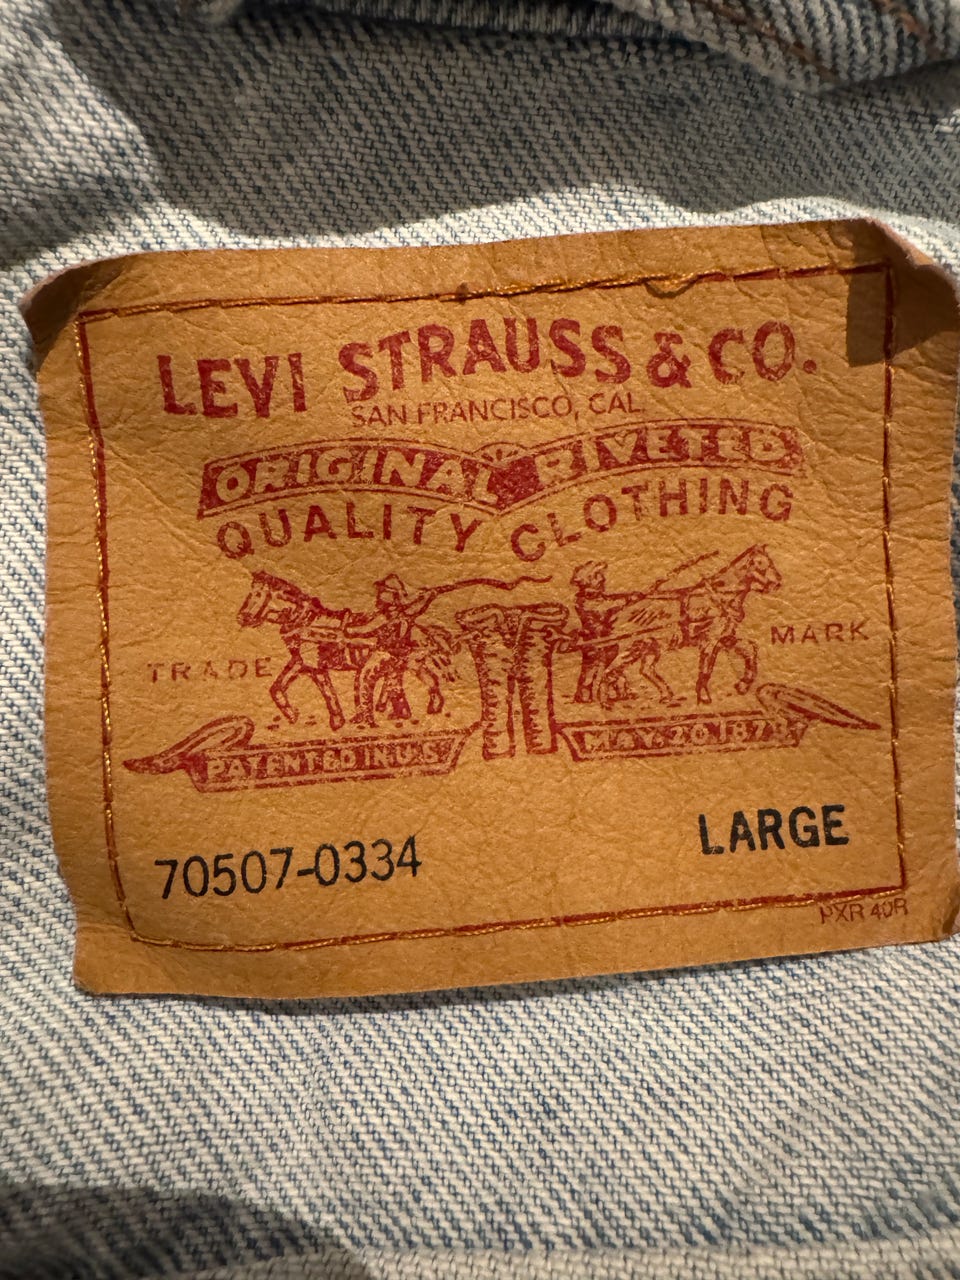 LEVI STRAUSS & CO.
SAN FRANCISCO, CAL.
ORIGINAL RIVETED
QUALITY CLOTHING
TRADE MARK
PATENTED IN U.S. MAY. 20. 1873.
70507-0334 LARGE
PXR 40R